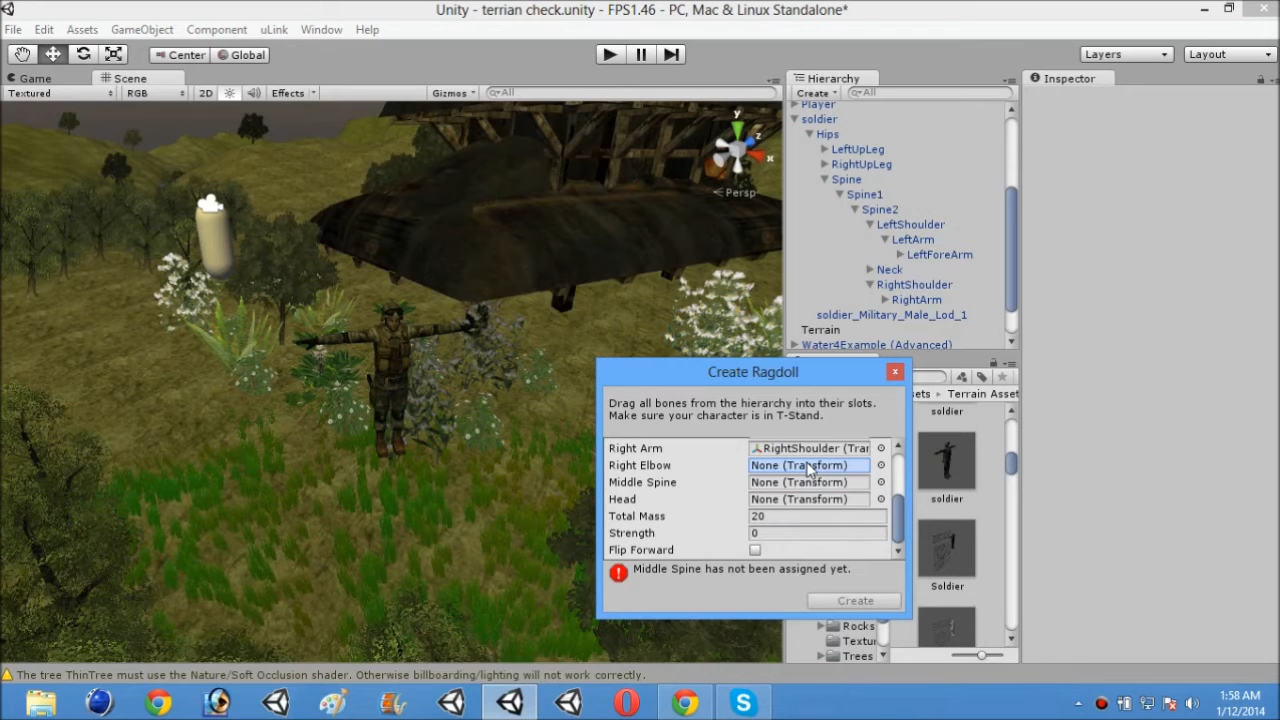 Unity - terrian check.unity - FPS1.46 - PC, Mac & Linux Standalone*
File Edit Assets GameObject Component uLink Window Help
Center Global Layers Layout
Game Scene
Textured RGB 2D Effects Gizmos All
Hierarchy
Create All
Player
soldier
Hips
LeftUpLeg
RightUpLeg
Spine
Spine1
Spine2
LeftShoulder
LeftArm
LeftForeArm
Neck
RightShoulder
RightArm
soldier_Military_Male_Lod_1
Terrain
Water4Example (Advanced)
Inspector
y
z
x
Persp
Create Ragdoll
Drag all bones from the hierarchy into their slots.
Make sure your character is in T-Stand.
Right Arm RightShoulder (Trar
Right Elbow None (Transform)
Middle Spine None (Transform)
Head None (Transform)
Total Mass 20
Strength 0
Flip Forward
Middle Spine has not been assigned yet.
Create
sets Terrain Asset
soldier
soldier
Soldier
Rocks
Textu
Trees
The tree ThinTree must use the Nature/Soft Occlusion shader. Otherwise billboarding/lighting will not work correctly.
1:58 AM
1/12/2014